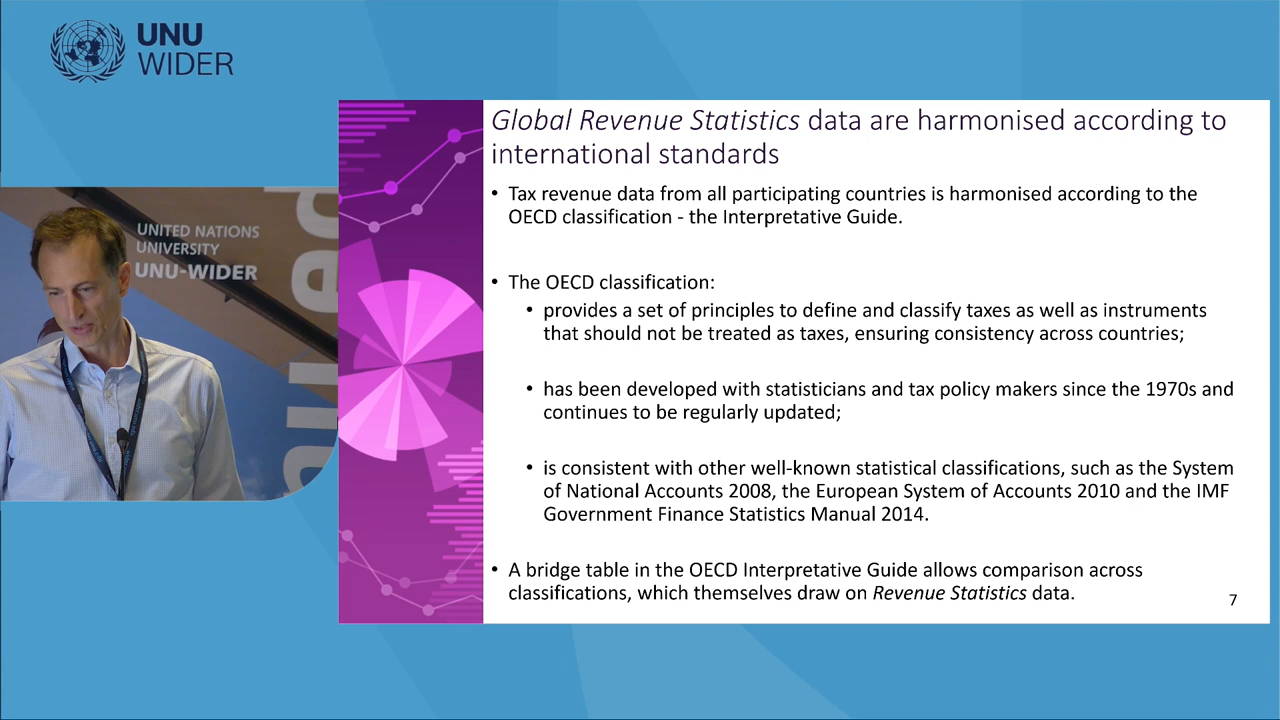 UNU
WIDER
UNITED NATIONS
UNIVERSITY
UNU-WIDER
Global Revenue Statistics data are harmonised according to
international standards
• Tax revenue data from all participating countries is harmonised according to the
OECD classification - the Interpretative Guide.
• The OECD classification:
• provides a set of principles to define and classify taxes as well as instruments
that should not be treated as taxes, ensuring consistency across countries;
• has been developed with statisticians and tax policy makers since the 1970s and
continues to be regularly updated;
• is consistent with other well-known statistical classifications, such as the System
of National Accounts 2008, the European System of Accounts 2010 and the IMF
Government Finance Statistics Manual 2014.
• A bridge table in the OECD Interpretative Guide allows comparison across
classifications, which themselves draw on Revenue Statistics data.
7